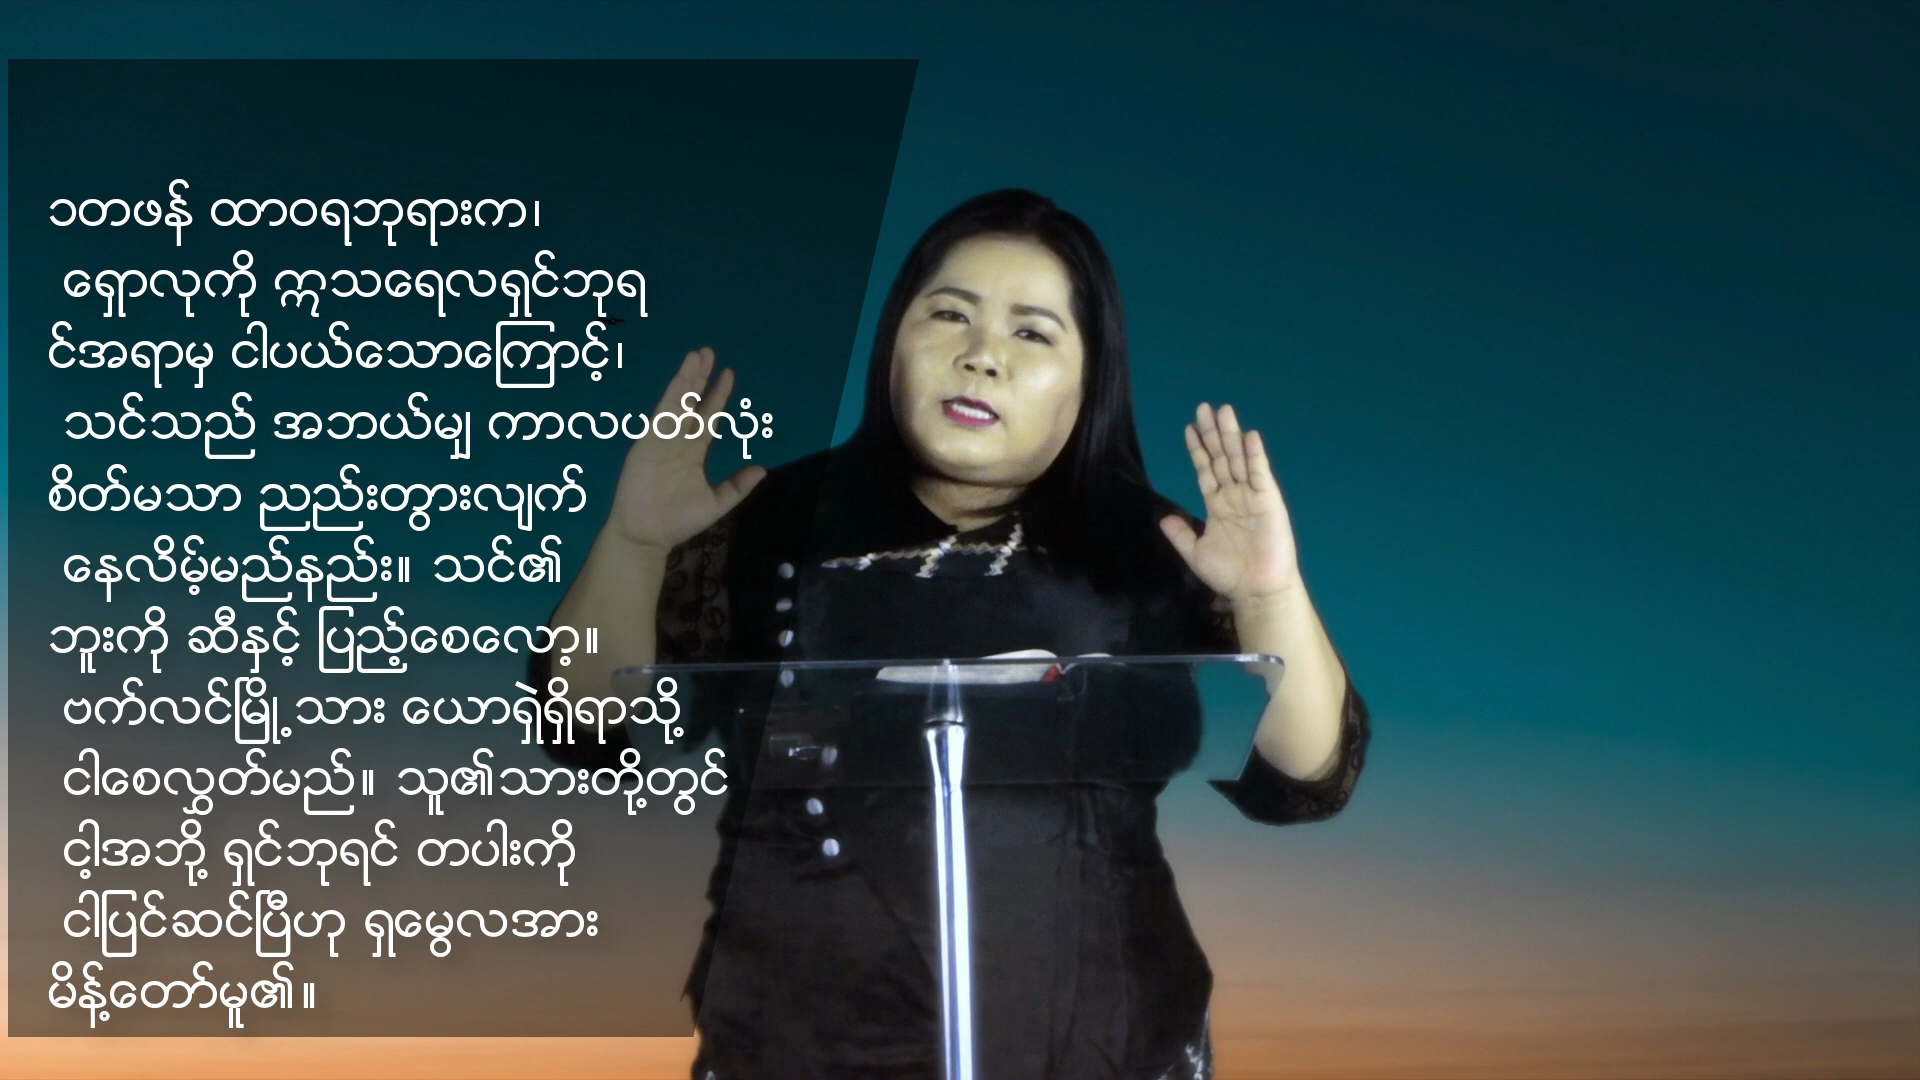 ၁တဖန် ထာဝရဘုရားက၊
ရှောလုကို ဣသရေလရှင်ဘုရ
င်အရာမှ ငါပယ်သောကြောင့်၊
သင်သည် အဘယ်မျှ ကာလပတ်လုံး
စိတ်မသာ ညည်းတွားလျက်
နေလိမ့်မည်နည်း။ သင်၏
ဘူးကို ဆီနှင့် ပြည့်စေလော့။
ဗက်လင်မြို့သား ယောရှဲရှိရာသို့
ငါစေလွှတ်မည်။ သူ၏သားတို့တွင်
ငါ့အဘို့ ရှင်ဘုရင် တပါးကို
ငါပြင်ဆင်ပြီဟု ရှမွေလအား
မိန့်တော်မူ၏။